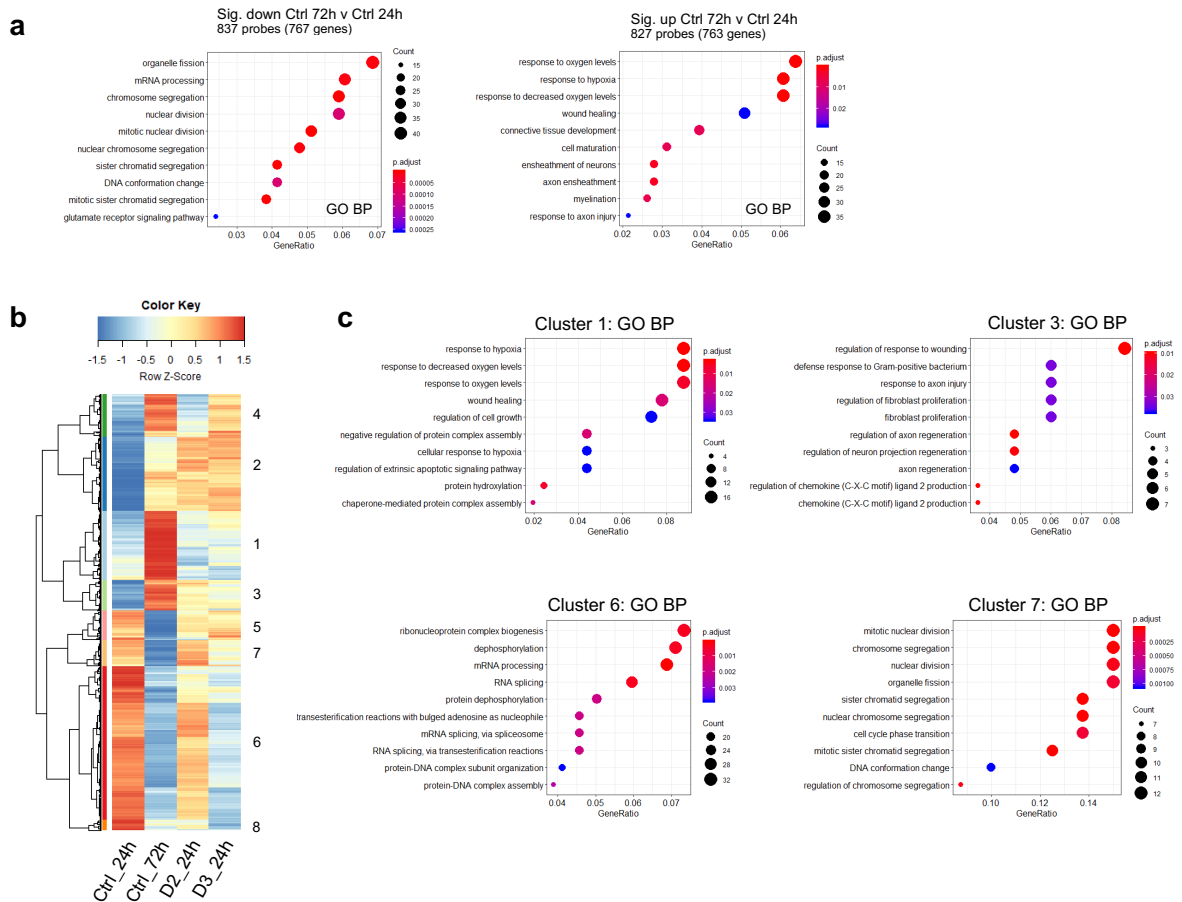 a
Sig. down Ctrl 72h v Ctrl 24h
837 probes (767 genes)
organelle fission
mRNA processing
chromosome segregation
nuclear division
mitotic nuclear division
nuclear chromosome segregation
sister chromatid segregation
DNA conformation change
mitotic sister chromatid segregation
glutamate receptor signaling pathway
GO BP
0.03 0.04 0.05 0.06 0.07
GeneRatio
Count
15
20
25
30
35
40
p.adjust
0.00005
0.00010
0.00015
0.00020
0.00025
Sig. up Ctrl 72h v Ctrl 24h
827 probes (763 genes)
response to oxygen levels
response to hypoxia
response to decreased oxygen levels
wound healing
connective tissue development
cell maturation
ensheathment of neurons
axon ensheathment
myelination
response to axon injury
GO BP
0.02 0.03 0.04 0.05 0.06
GeneRatio
p.adjust
0.01
0.02
Count
15
20
25
30
35
b
Color Key
-1.5 -1 -0.5 0 0.5 1 1.5
Row Z-Score
4
2
1
3
5
7
6
8
Ctrl_24h
Ctrl_72h
D2_24h
D3_24h
c
Cluster 1: GO BP
response to hypoxia
response to decreased oxygen levels
response to oxygen levels
wound healing
regulation of cell growth
negative regulation of protein complex assembly
cellular response to hypoxia
regulation of extrinsic apoptotic signaling pathway
protein hydroxylation
chaperone-mediated protein complex assembly
0.02 0.04 0.06 0.08
GeneRatio
p.adjust
0.01
0.02
0.03
Count
4
8
12
16
Cluster 3: GO BP
regulation of response to wounding
defense response to Gram-positive bacterium
response to axon injury
regulation of fibroblast proliferation
fibroblast proliferation
regulation of axon regeneration
regulation of neuron projection regeneration
axon regeneration
regulation of chemokine (C-X-C motif) ligand 2 production
chemokine (C-X-C motif) ligand 2 production
0.04 0.05 0.06 0.07 0.08
GeneRatio
p.adjust
0.01
0.02
0.03
Count
3
4
5
6
7
Cluster 6: GO BP
ribonucleoprotein complex biogenesis
dephosphorylation
mRNA processing
RNA splicing
protein dephosphorylation
transesterification reactions with bulged adenosine as nucleophile
mRNA splicing, via spliceosome
RNA splicing, via transesterification reactions
protein-DNA complex subunit organization
protein-DNA complex assembly
0.04 0.05 0.06 0.07
GeneRatio
p.adjust
0.001
0.002
0.003
Count
20
24
28
32
Cluster 7: GO BP
mitotic nuclear division
chromosome segregation
nuclear division
organelle fission
sister chromatid segregation
nuclear chromosome segregation
cell cycle phase transition
mitotic sister chromatid segregation
DNA conformation change
regulation of chromosome segregation
0.10 0.12 0.14
GeneRatio
p.adjust
0.00025
0.00050
0.00075
0.00100
Count
7
8
9
10
11
12